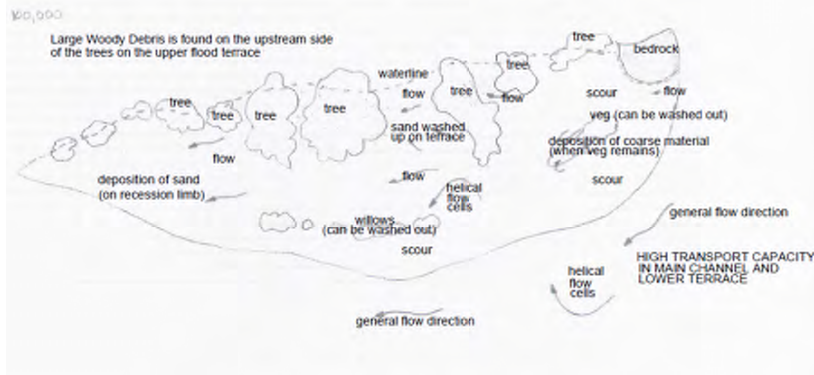 100,000
Large Woody Debris is found on the upstream side
of the trees on the upper flood terrace
tree
bedrock
waterline
tree
flow
tree
scour
flow
flow
tree
tree
tree
tree
tree
veg (can be washed out)
sand washed
up on terrace
deposition of coarse material
(when veg remains)
flow
deposition of sand
(on recession limb)
flow
scour
helical
flow
cells
willows
(can be washed out)
general flow direction
scour
HIGH TRANSPORT CAPACITY
IN MAIN CHANNEL AND
LOWER TERRACE
helical
flow
cells
general flow direction